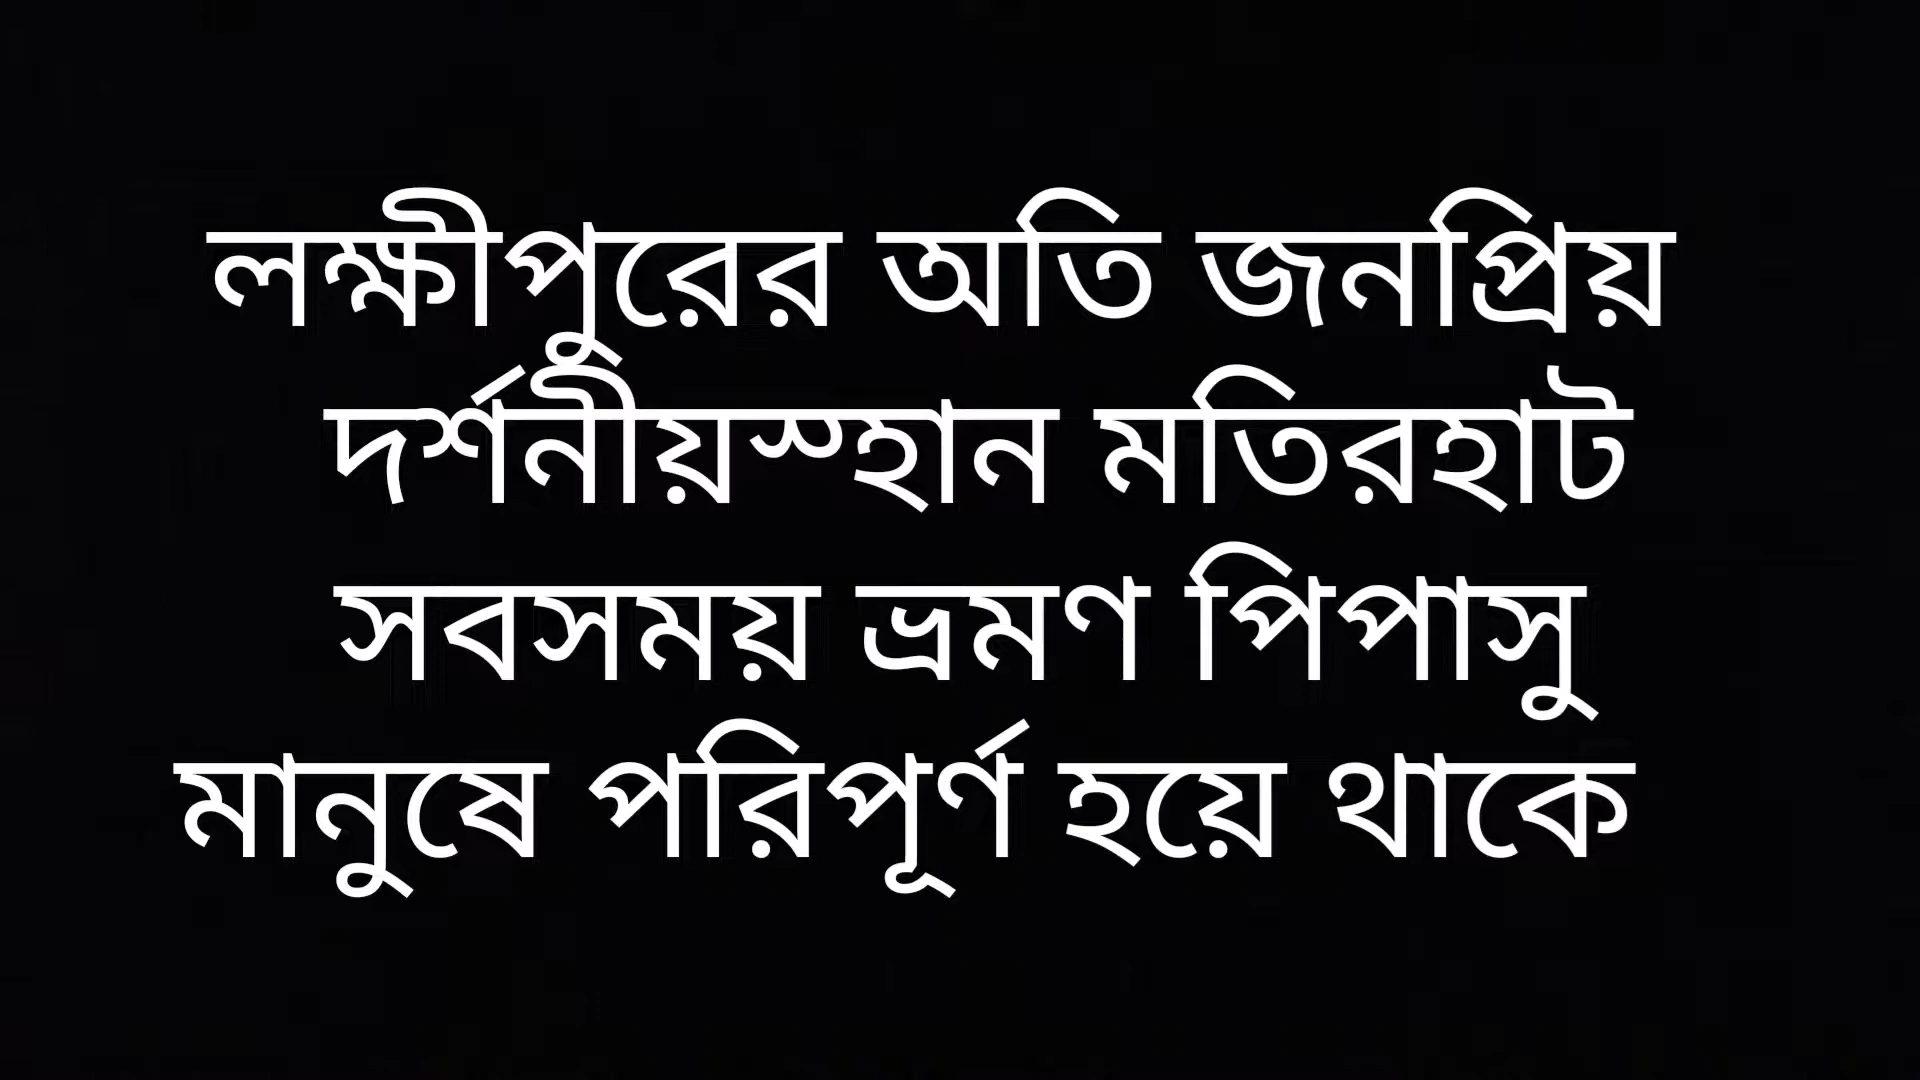 লক্ষীপুরের অতি জনপ্রিয়
দর্শনীয়স্হান মতিরহাট
সবসময় ভ্রমণ পিপাসু
মানুষে পরিপূর্ণ হয়ে থাকে